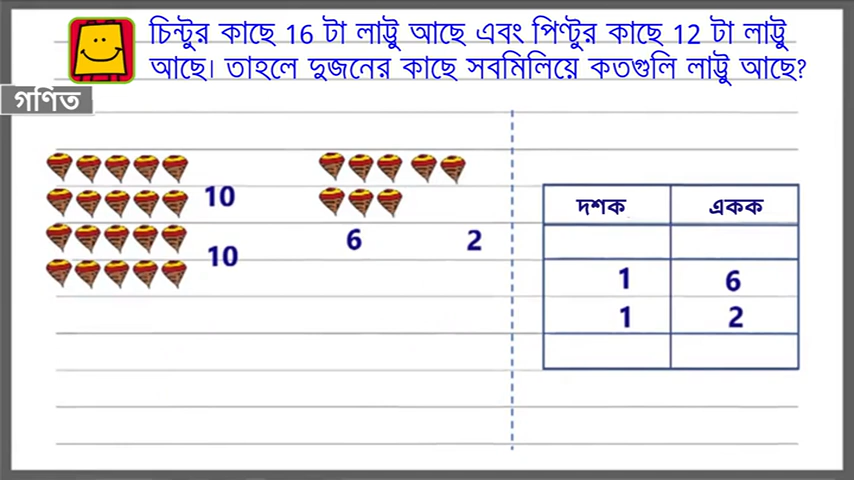 চিন্টুর কাছে 16 টা লাট্টু আছে এবং পিণ্টুর কাছে 12 টা লাট্টু
আছে। তাহলে দুজনের কাছে সবমিলিয়ে কতগুলি লাট্টু আছে?
গণিত
10
10
6 2
দশক একক
1 6
1 2